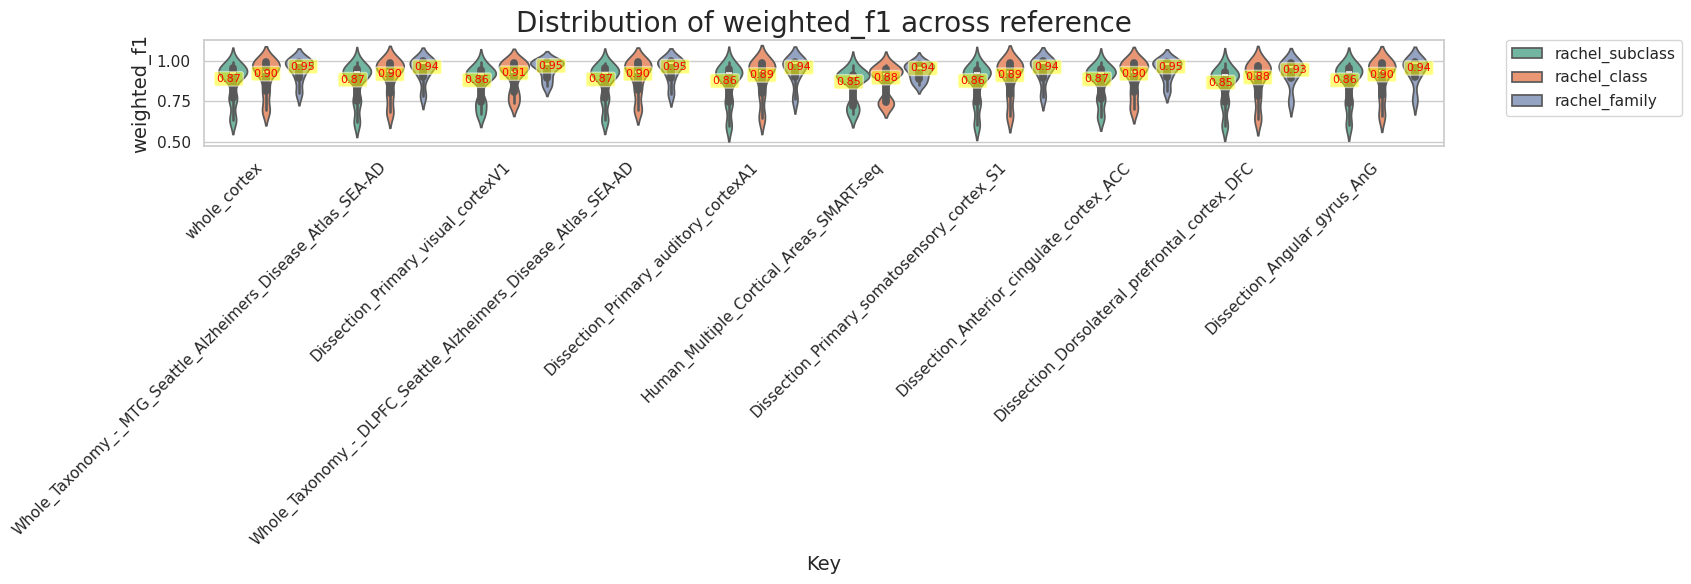 Distribution of weighted_f1 across reference
weighted_f1
1.00
0.75
0.50
0.87 0.90 0.95 0.87 0.90 0.94 0.86 0.91 0.95 0.87 0.90 0.95 0.86 0.89 0.94 0.85 0.88 0.94 0.86 0.89 0.94 0.87 0.90 0.95 0.85 0.88 0.93 0.86 0.90 0.94
rachel_subclass
rachel_class
rachel_family
whole_cortex
Whole_Taxonomy_-_MTG_Seattle_Alzheimers_Disease_Atlas_SEA-AD
Dissection_Primary_visual_cortexV1
Whole_Taxonomy_-_DLPFC_Seattle_Alzheimers_Disease_Atlas_SEA-AD
Dissection_Primary_auditory_cortexA1
Human_Multiple_Cortical_Areas_SMART-seq
Dissection_Primary_somatosensory_cortex_S1
Dissection_Anterior_cingulate_cortex_ACC
Dissection_Dorsolateral_prefrontal_cortex_DFC
Dissection_Angular_gyrus_AnG
Key